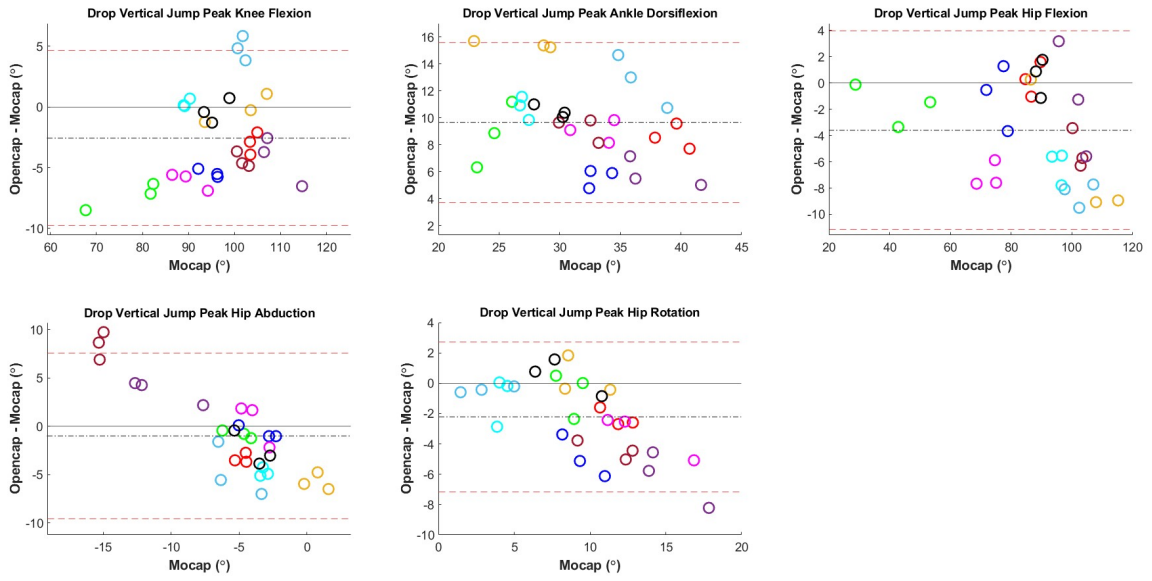 Drop Vertical Jump Peak Knee Flexion
Opencap - Mocap (°)
5
0
-5
-10
60 70 80 90 100 110 120
Mocap (°)
Drop Vertical Jump Peak Ankle Dorsiflexion
Opencap - Mocap (°)
16
14
12
10
8
6
4
2
20 25 30 35 40 45
Mocap (°)
Drop Vertical Jump Peak Hip Flexion
Opencap - Mocap (°)
4
2
0
-2
-4
-6
-8
-10
20 40 60 80 100 120
Mocap (°)
Drop Vertical Jump Peak Hip Abduction
Opencap - Mocap (°)
10
5
0
-5
-10
-15 -10 -5 0
Mocap (°)
Drop Vertical Jump Peak Hip Rotation
Opencap - Mocap (°)
4
2
0
-2
-4
-6
-8
-10
0 5 10 15 20
Mocap (°)